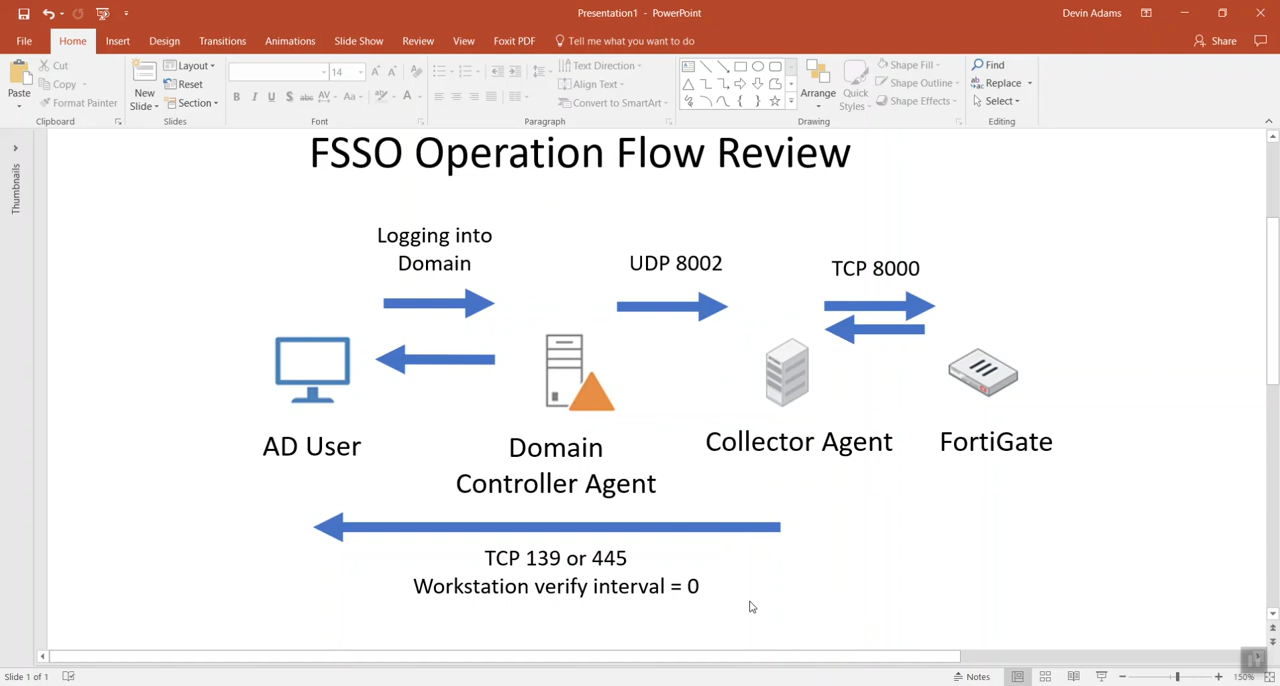 Presentation1 - PowerPoint
Devin Adams
File Home Insert Design Transitions Animations Slide Show Review View Foxit PDF Tell me what you want to do Share
Paste
Cut
Copy
Format Painter
New
Slide
Layout
Reset
Section
14
B I U S abc AV Aa A
Text Direction
Align Text
Convert to SmartArt
Arrange
Quick
Styles
Shape Fill
Shape Outline
Shape Effects
Find
Replace
Select
Clipboard Slides Font Paragraph Drawing Editing
Thumbnails
FSSO Operation Flow Review
Logging into
Domain
UDP 8002
TCP 8000
AD User
Domain
Controller Agent
Collector Agent
FortiGate
TCP 139 or 445
Workstation verify interval = 0
Slide 1 of 1
Notes
150%